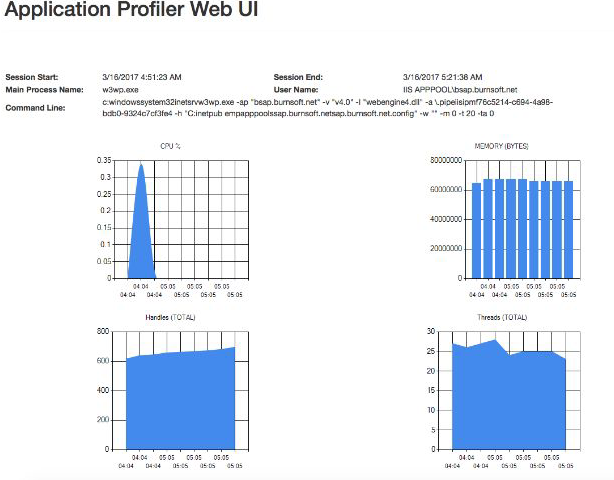 Application Profiler Web UI
Session Start: 3/16/2017 4:51:23 AM Session End: 3/16/2017 5:21:38 AM
Main Process Name: w3wp.exe User Name: IIS APPPOOL\bsap.burnsoft.net
Command Line: c:windowssystem32inetsrvw3wp.exe -ap "bsap.burnsoft.net" -v "v4.0" -l "webengine4.dll" -a \.pipeiisipmf76c5214-c694-4a98-
bdb0-9324c7cf3fe4 -h "C:inetpub empapppoolssap.burnsoft.netsap.burnsoft.net.config" -w "" -m 0 -t 20 -ta 0
CPU %
0.35
0.3
0.25
0.2
0.15
0.1
0.05
0
04:04 05:05 05:05 05:05
04:04 04:04 05:05 05:05 05:05
MEMORY (BYTES)
80000000
60000000
40000000
20000000
0
04:04 05:05 05:05 05:05
04:04 04:04 05:05 05:05 05:05
Handles (TOTAL)
800
600
400
200
0
04:04 05:05 05:05 05:05
04:04 04:04 05:05 05:05 05:05
Threads (TOTAL)
30
25
20
15
10
5
0
04:04 05:05 05:05 05:05
04:04 04:04 05:05 05:05 05:05